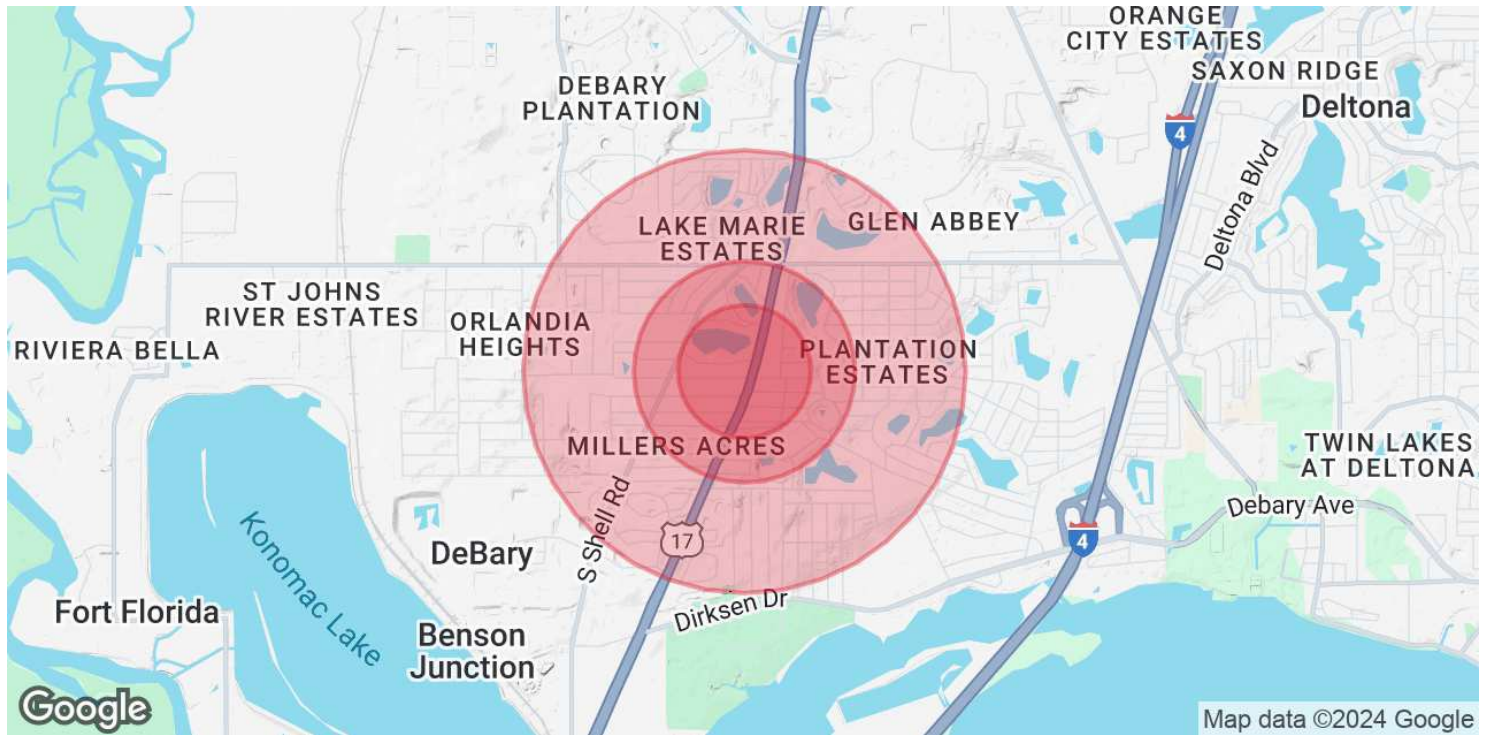 ORANGE
CITY ESTATES
SAXON RIDGE
DEBARY
PLANTATION
Deltona
4
Deltona Blvd
LAKE MARIE
ESTATES
GLEN ABBEY
ST JOHNS
RIVER ESTATES
ORLANDIA
HEIGHTS
RIVIERA BELLA
PLANTATION
ESTATES
MILLERS ACRES
TWIN LAKES
AT DELTONA
S Shell Rd
Debary Ave
17
4
DeBary
Konomac Lake
Fort Florida
Dirksen Dr
Benson
Junction
Google
Map data ©2024 Google